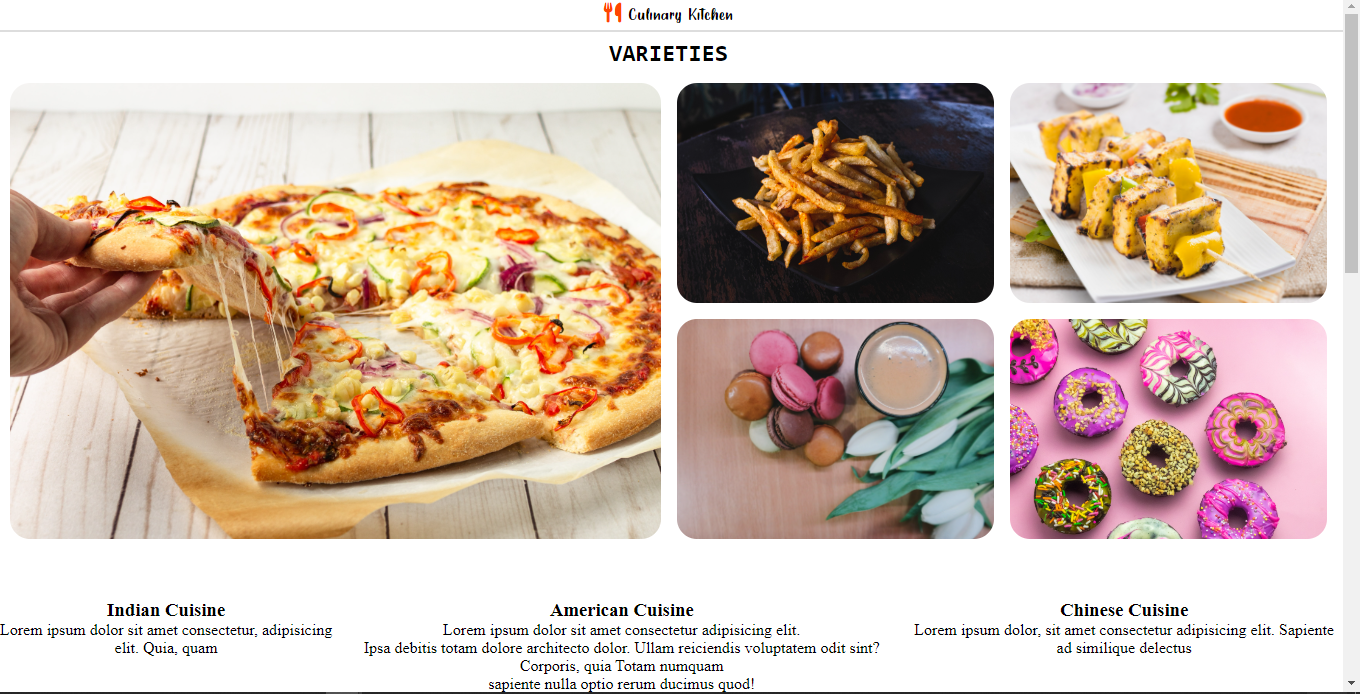 Culinary Kitchen
VARIETIES
Indian Cuisine
Lorem ipsum dolor sit amet consectetur, adipisicing
elit. Quia, quam
American Cuisine
Lorem ipsum dolor sit amet consectetur adipisicing elit.
Ipsa debitis totam dolore architecto dolor. Ullam reiciendis voluptatem odit sint?
Corporis, quia Totam numquam
sapiente nulla optio rerum ducimus quod!
Chinese Cuisine
Lorem ipsum dolor, sit amet consectetur adipisicing elit. Sapiente
ad similique delectus